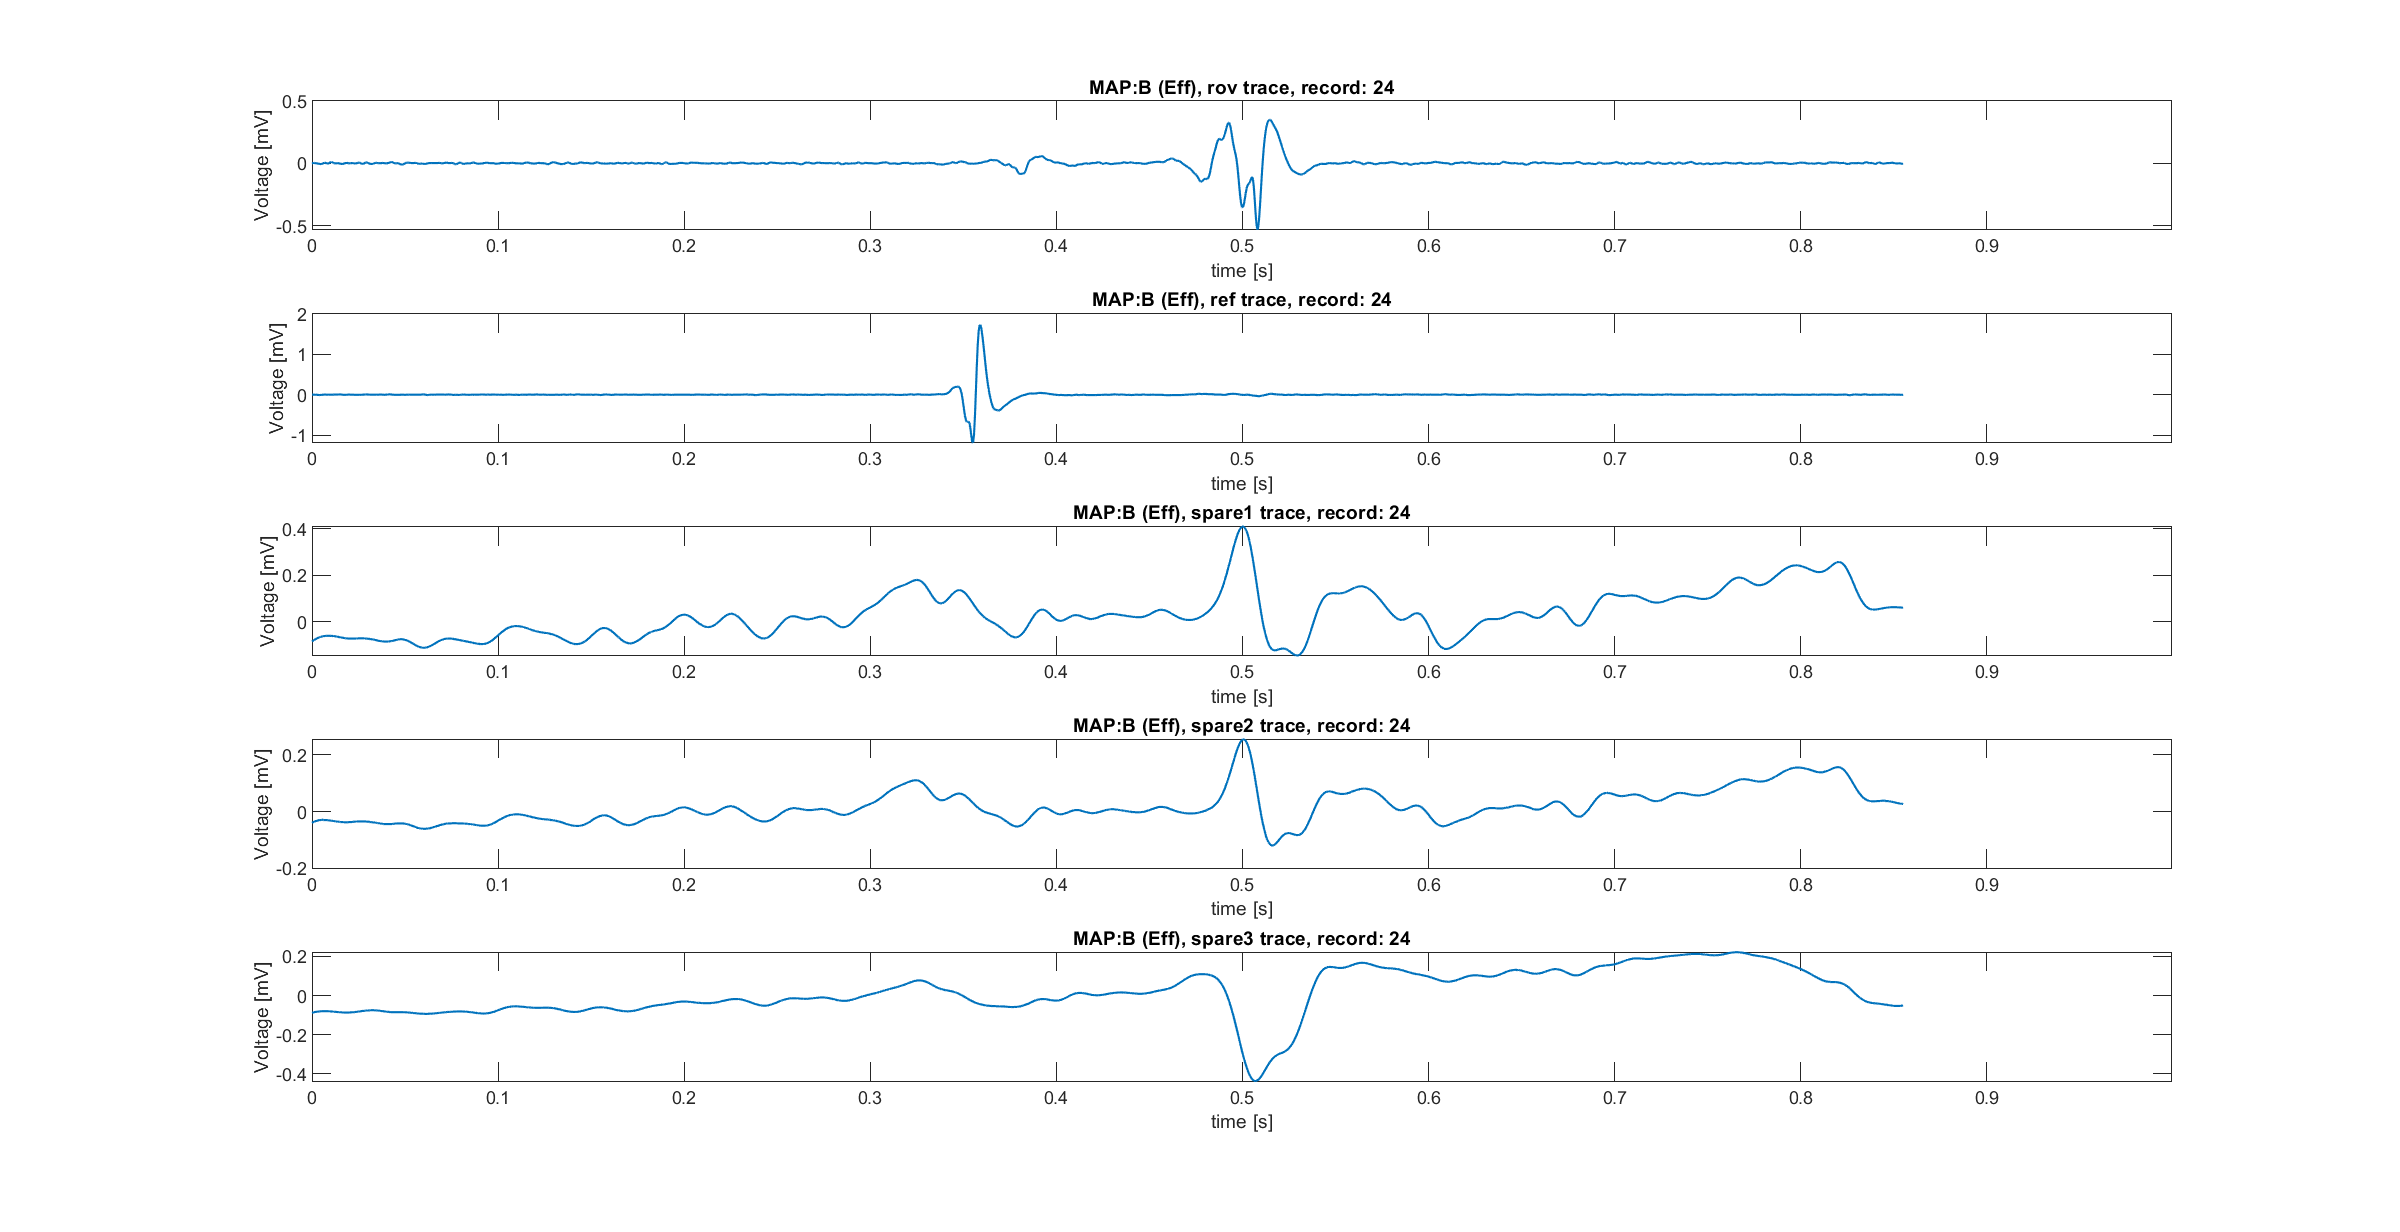 MAP:B (Eff), rov trace, record: 24
Voltage [mV]
0.5
0
-0.5
0 0.1 0.2 0.3 0.4 0.5 0.6 0.7 0.8 0.9
time [s]
MAP:B (Eff), ref trace, record: 24
Voltage [mV]
2
1
0
-1
0 0.1 0.2 0.3 0.4 0.5 0.6 0.7 0.8 0.9
time [s]
MAP:B (Eff), spare1 trace, record: 24
Voltage [mV]
0.4
0.2
0
0 0.1 0.2 0.3 0.4 0.5 0.6 0.7 0.8 0.9
time [s]
MAP:B (Eff), spare2 trace, record: 24
Voltage [mV]
0.2
0
-0.2
0 0.1 0.2 0.3 0.4 0.5 0.6 0.7 0.8 0.9
time [s]
MAP:B (Eff), spare3 trace, record: 24
Voltage [mV]
0.2
0
-0.2
-0.4
0 0.1 0.2 0.3 0.4 0.5 0.6 0.7 0.8 0.9
time [s]